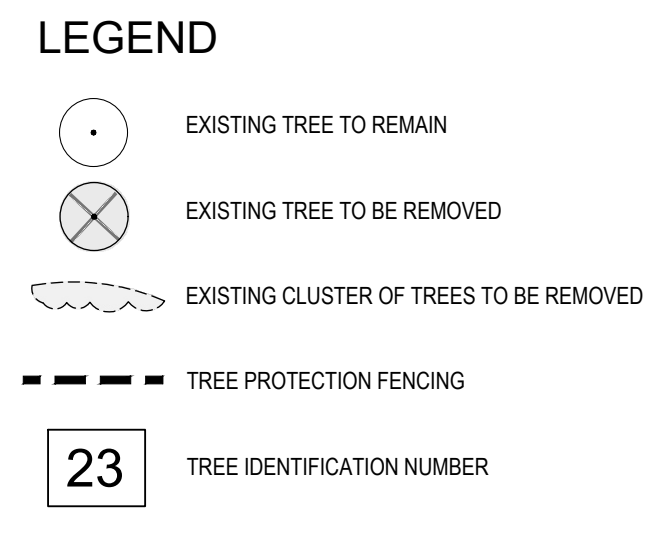 LEGEND
EXISTING TREE TO REMAIN
EXISTING TREE TO BE REMOVED
EXISTING CLUSTER OF TREES TO BE REMOVED
TREE PROTECTION FENCING
23 TREE IDENTIFICATION NUMBER